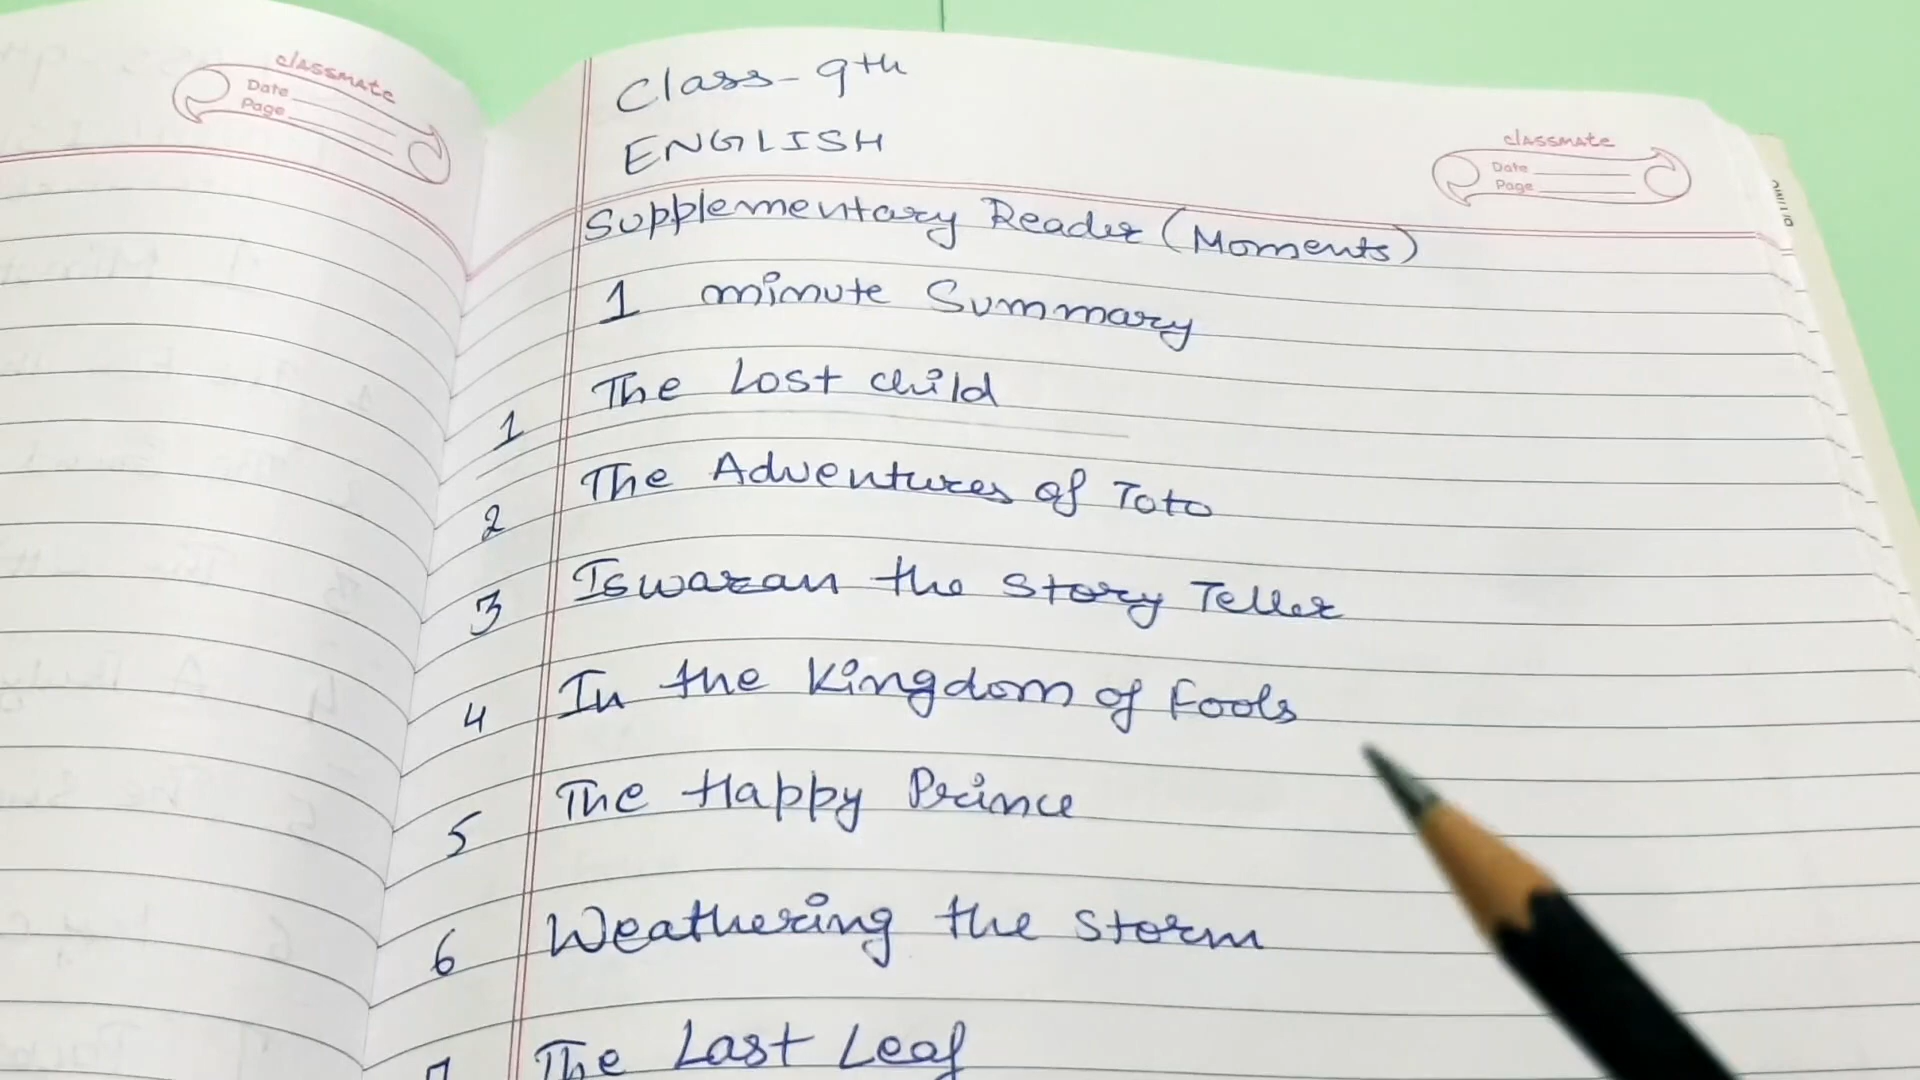 classmate
Date
Page
Class-9th
ENGLISH
classmate
Date
Page
Supplementary Reader (Moments)
1 minute Summary
1 The Lost child
2 The Adventures of Toto
3 Iswaran the Story Teller
4 In the Kingdom of Fools
5 The Happy Prince
6 Weathering the Storm
7 The Last Leaf